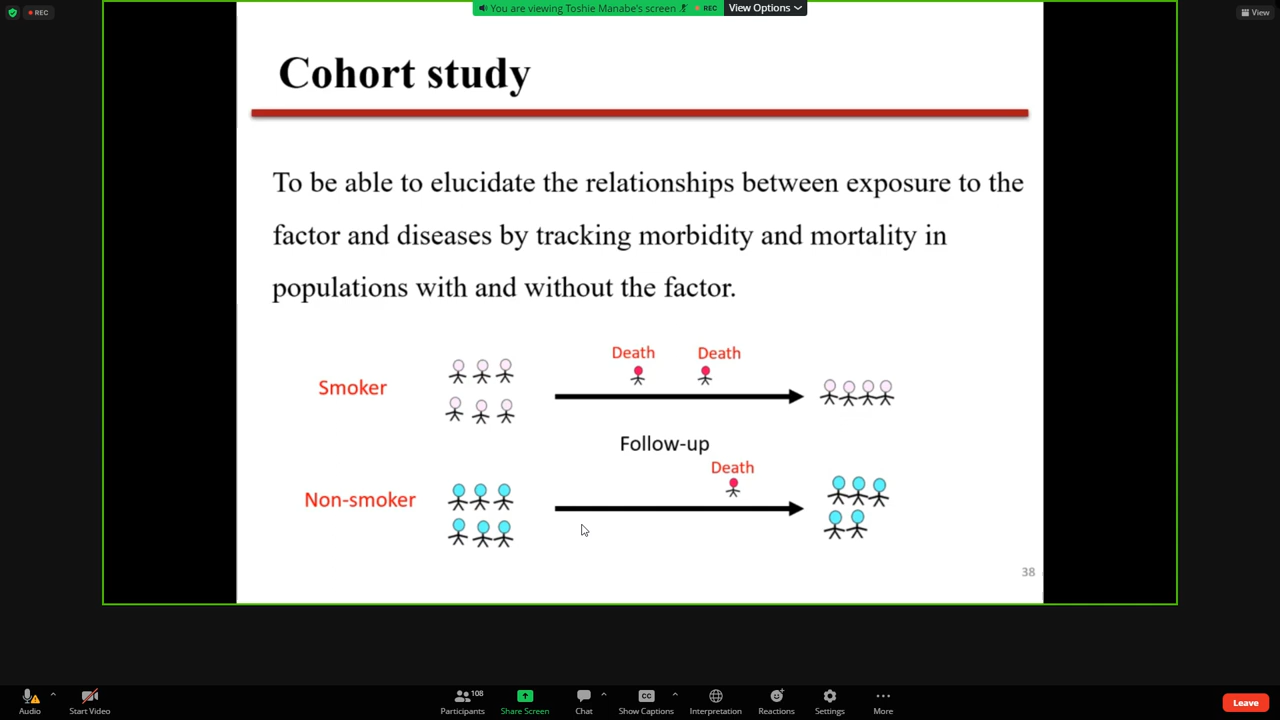 REC
You are viewing Toshie Manabe's screen
REC
View Options
View
Cohort study
To be able to elucidate the relationships between exposure to the
factor and diseases by tracking morbidity and mortality in
populations with and without the factor.
Death
Death
Smoker
Follow-up
Death
Non-smoker
38
Audio
Start Video
Participants
108
Share Screen
Chat
CC
Show Captions
Interpretation
Reactions
Settings
More
Leave